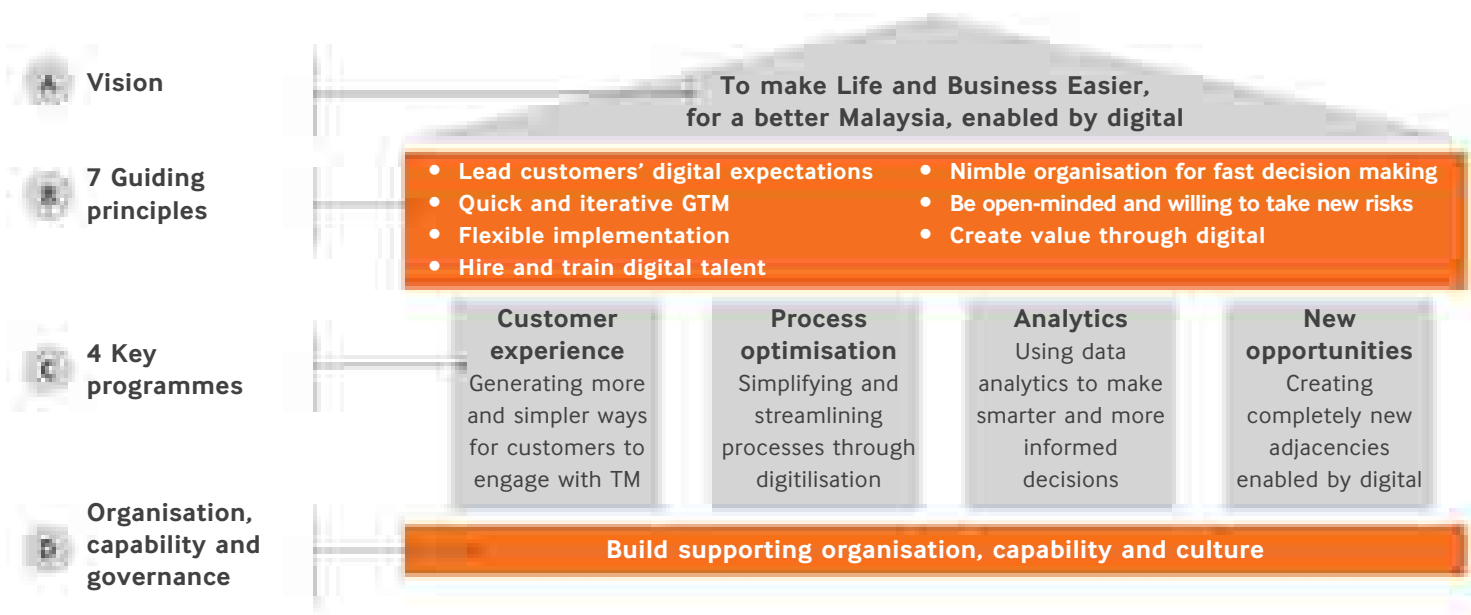 A
Vision
To make Life and Business Easier,
for a better Malaysia, enabled by digital
B
7 Guiding
principles
• Lead customers' digital expectations
• Quick and iterative GTM
• Flexible implementation
• Hire and train digital talent
• Nimble organisation for fast decision making
• Be open-minded and willing to take new risks
• Create value through digital
C
4 Key
programmes
Customer
experience
Generating more
and simpler ways
for customers to
engage with TM
Process
optimisation
Simplifying and
streamlining
processes through
digitilisation
Analytics
Using data
analytics to make
smarter and more
informed
decisions
New
opportunities
Creating
completely new
adjacencies
enabled by digital
D
Organisation,
capability and
governance
Build supporting organisation, capability and culture